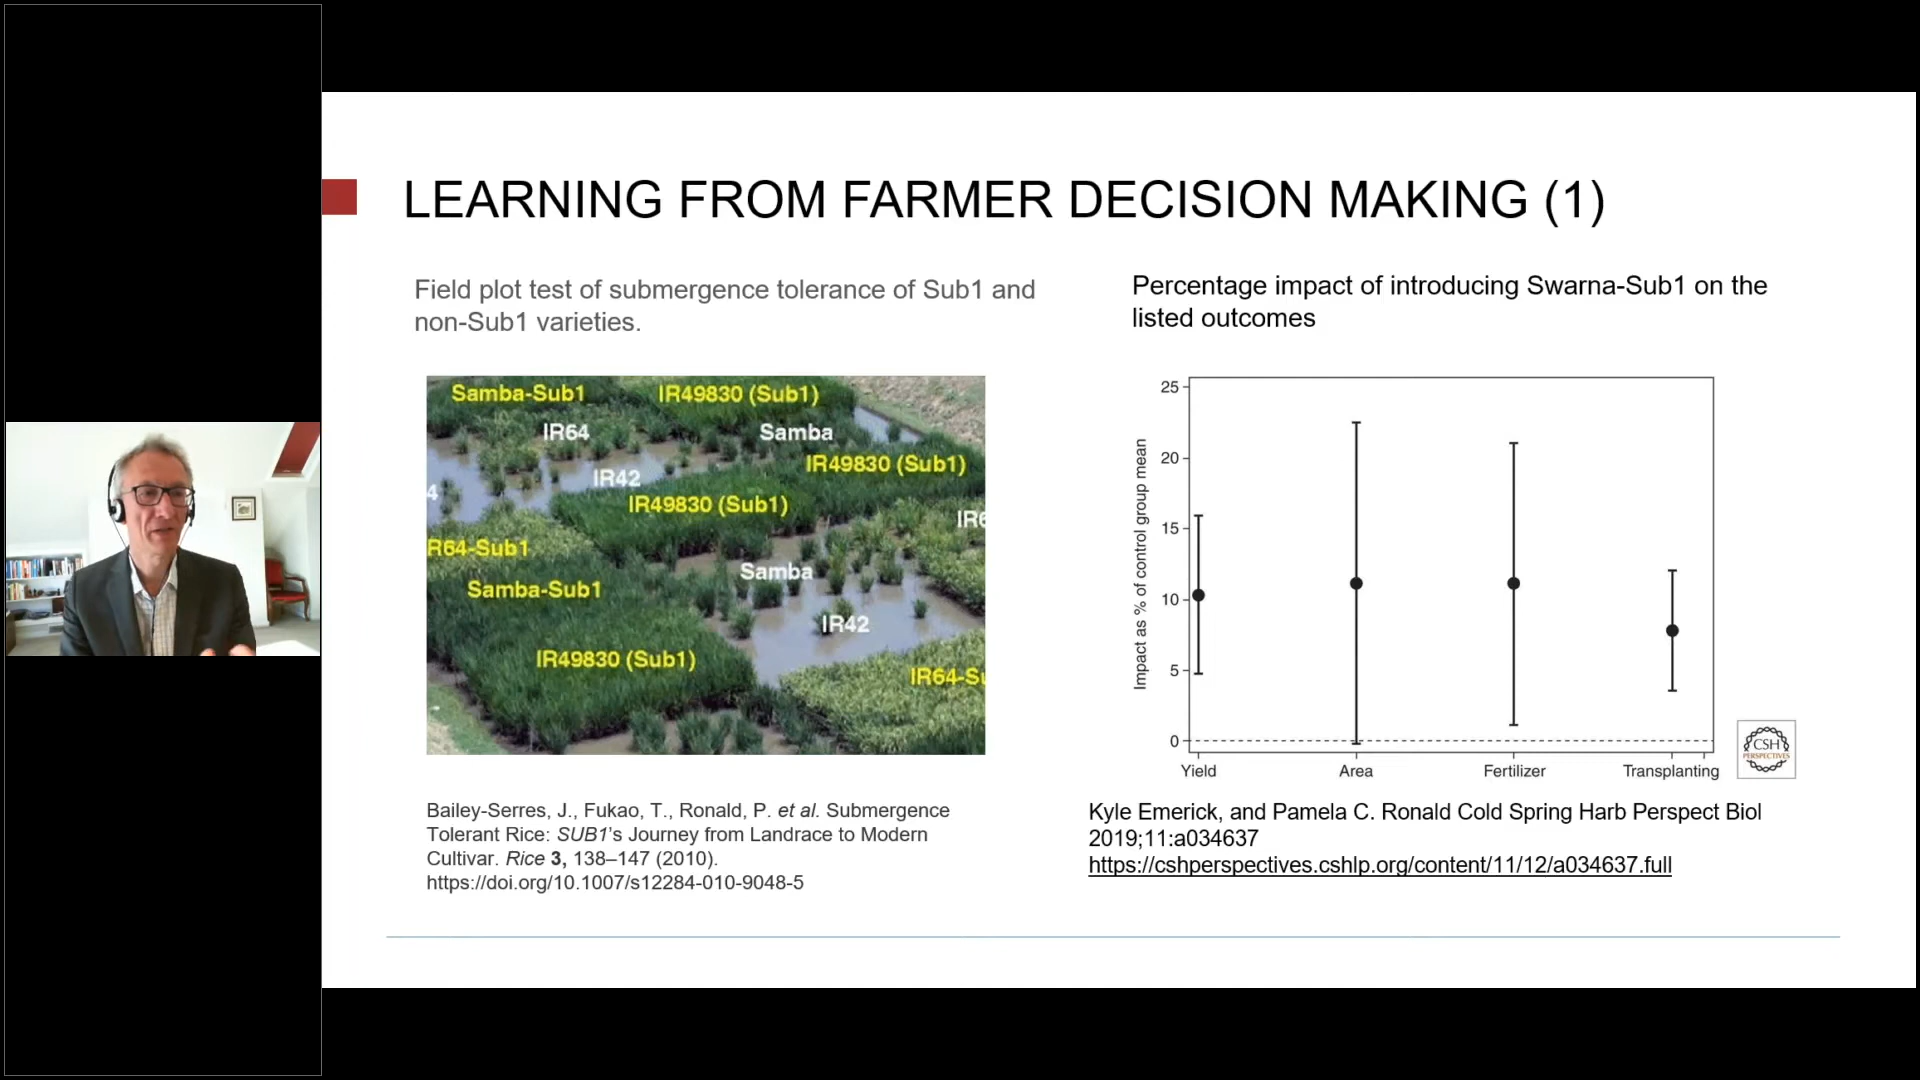 LEARNING FROM FARMER DECISION MAKING (1)
Field plot test of submergence tolerance of Sub1 and
non-Sub1 varieties.
Samba-Sub1
IR49830 (Sub1)
IR64
Samba
IR49830 (Sub1)
IR42
4
IR49830 (Sub1)
IR6
R64-Sub1
Samba
Samba-Sub1
IR42
IR49830 (Sub1)
IR64-Su
Bailey-Serres, J., Fukao, T., Ronald, P. et al. Submergence
Tolerant Rice: SUB1’s Journey from Landrace to Modern
Cultivar. Rice 3, 138–147 (2010).
https://doi.org/10.1007/s12284-010-9048-5
Percentage impact of introducing Swarna-Sub1 on the
listed outcomes
Impact as % of control group mean
25
20
15
10
5
0
Yield Area Fertilizer Transplanting
CSH
PERSPECTIVES
Kyle Emerick, and Pamela C. Ronald Cold Spring Harb Perspect Biol
2019;11:a034637
https://cshperspectives.cshlp.org/content/11/12/a034637.full